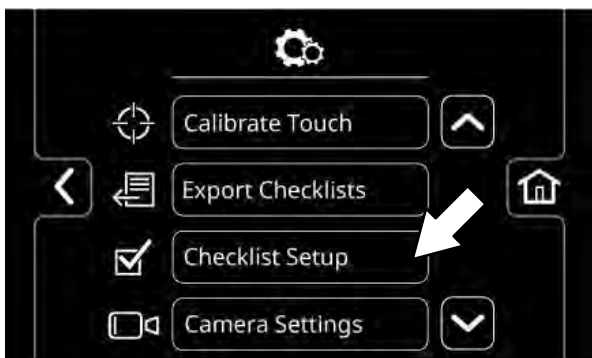 Calibrate Touch
Export Checklists
Checklist Setup
Camera Settings